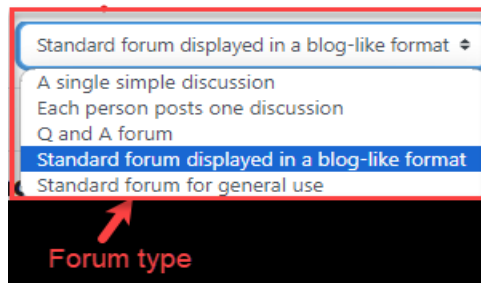 Standard forum displayed in a blog-like format
A single simple discussion
Each person posts one discussion
Q and A forum
Standard forum displayed in a blog-like format
Standard forum for general use
Forum type